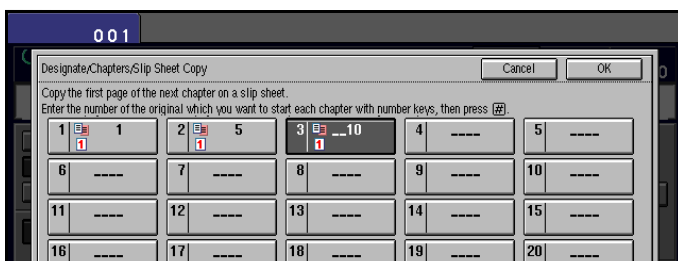 001
Designate/Chapters/Slip Sheet Copy Cancel OK
Copy the first page of the next chapter on a slip sheet.
Enter the number of the original which you want to start each chapter with number keys, then press #.
1 1 2 5 3 __10 4 ---- 5 ----
1 1 1
6 ---- 7 ---- 8 ---- 9 ---- 10 ----
11 ---- 12 ---- 13 ---- 14 ---- 15 ----
16 ---- 17 ---- 18 ---- 19 ---- 20 ----